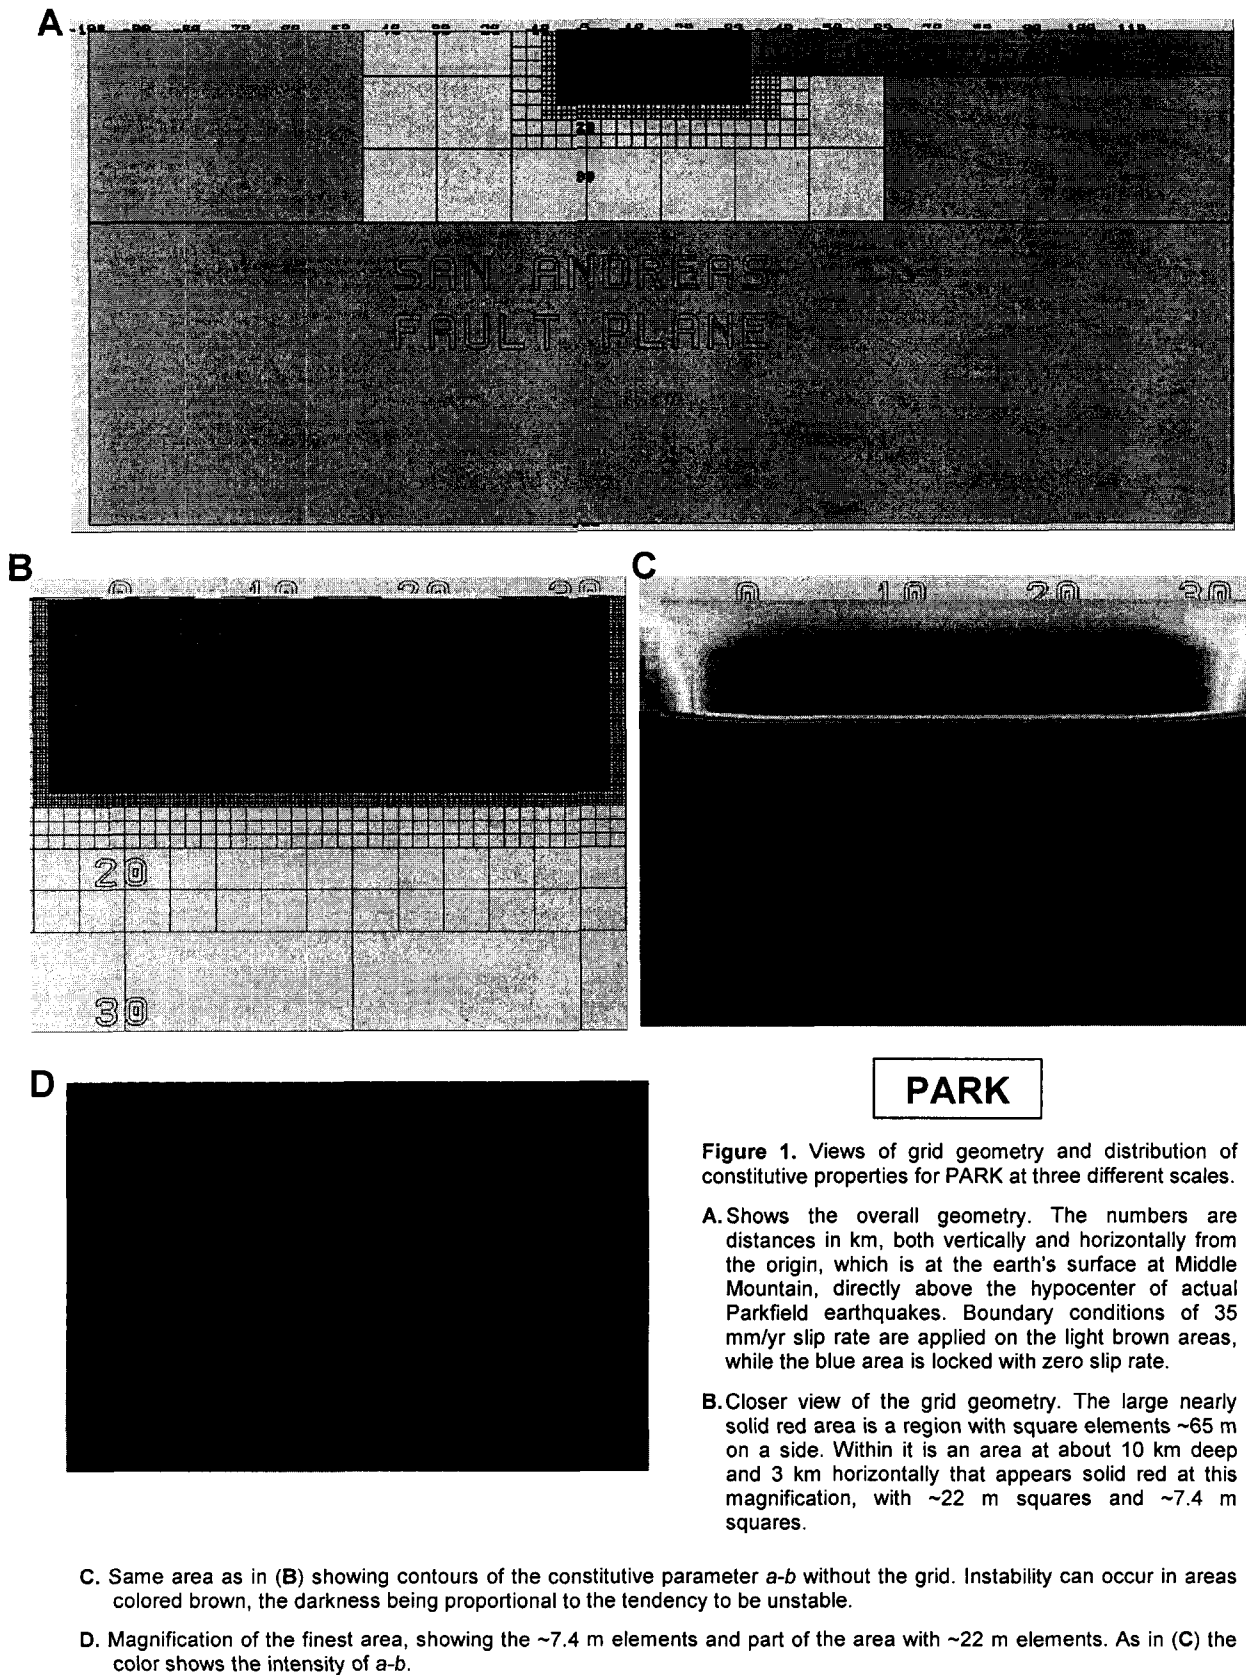 A
B
C
D
20
30
SAN ANDREAS
FAULT PLANE
0 10 20 30
20
30
0 10 20 30
PARK
Figure 1. Views of grid geometry and distribution of
constitutive properties for PARK at three different scales.
A. Shows the overall geometry. The numbers are
distances in km, both vertically and horizontally from
the origin, which is at the earth's surface at Middle
Mountain, directly above the hypocenter of actual
Parkfield earthquakes. Boundary conditions of 35
mm/yr slip rate are applied on the light brown areas,
while the blue area is locked with zero slip rate.
B. Closer view of the grid geometry. The large nearly
solid red area is a region with square elements ~65 m
on a side. Within it is an area at about 10 km deep
and 3 km horizontally that appears solid red at this
magnification, with ~22 m squares and ~7.4 m
squares.
C. Same area as in (B) showing contours of the constitutive parameter a-b without the grid. Instability can occur in areas
colored brown, the darkness being proportional to the tendency to be unstable.
D. Magnification of the finest area, showing the ~7.4 m elements and part of the area with ~22 m elements. As in (C) the
color shows the intensity of a-b.